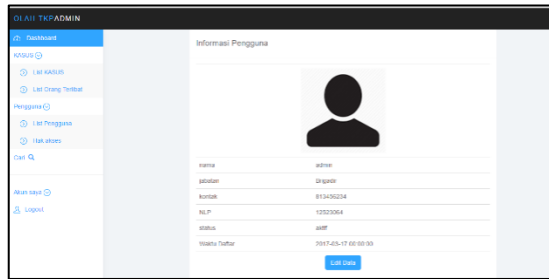 OLAH TKPADMIN
Dashboard
KASUS
List KASUS
List Orang Terlibat
Pengguna
List Pengguna
Hak akses
Cari
Akun saya
Logout
Informasi Pengguna
nama admin
jabatan Brigade
kontak 813456234
NLP 12323064
status aktif
Waktu Daftar 2017-03-17 00:00:00
Edit Data